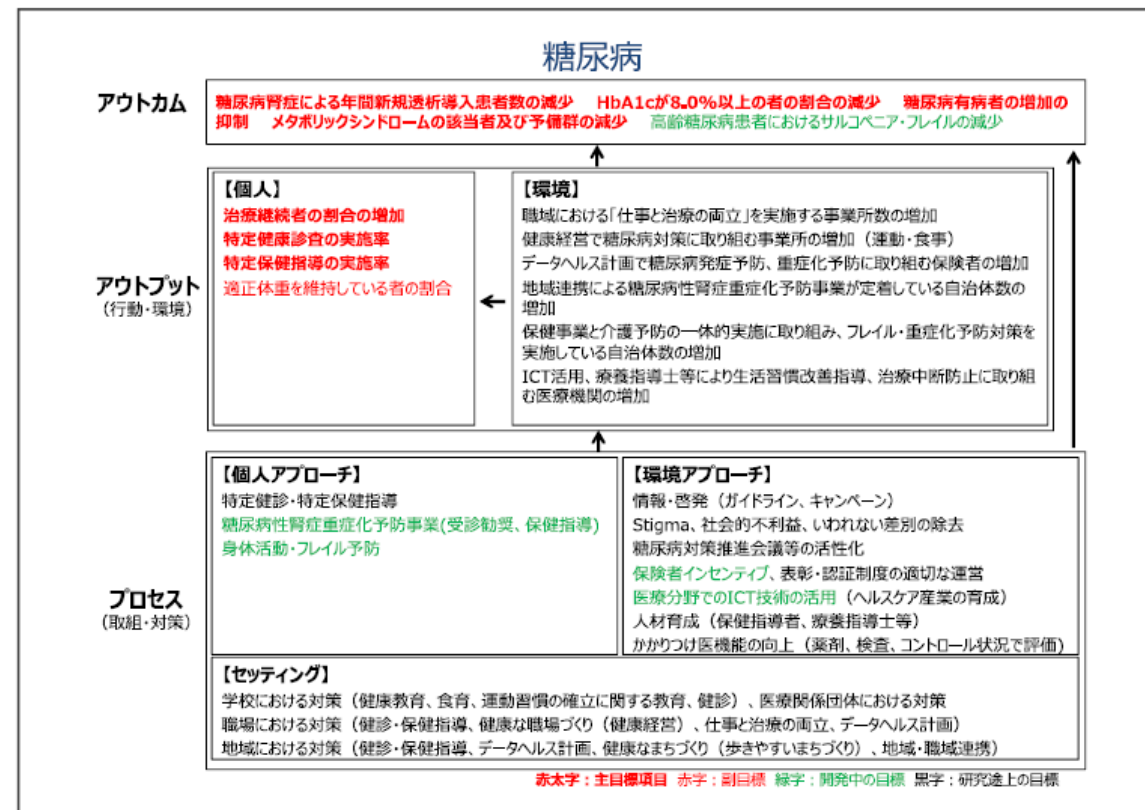 糖尿病
アウトカム
糖尿病腎症による年間新規透析導入患者数の減少 HbA1cが8.0%以上の者の割合の減少 糖尿病有病者の増加の
抑制 メタボリックシンドロームの該当者及び予備群の減少 高齢糖尿病患者におけるサルコペニア・フレイルの減少
アウトプット
(行動・環境)
【個人】
治療継続者の割合の増加
特定健康診査の実施率
特定保健指導の実施率
適正体重を維持している者の割合
【環境】
職域における「仕事と治療の両立」を実施する事業所数の増加
健康経営で糖尿病対策に取り組む事業所の増加（運動・食事）
データヘルス計画で糖尿病発症予防、重症化予防に取り組む保険者の増加
地域連携による糖尿病性腎症重症化予防事業が定着している自治体数の
増加
保健事業と介護予防の一体的実施に取り組み、フレイル・重症化予防対策を
実施している自治体数の増加
ICT活用、療養指導士等により生活習慣改善指導、治療中断防止に取り組
む医療機関の増加
プロセス
(取組・対策)
【個人アプローチ】
特定健診・特定保健指導
糖尿病性腎症重症化予防事業(受診勧奨、保健指導)
身体活動・フレイル予防
【環境アプローチ】
情報・啓発（ガイドライン、キャンペーン）
Stigma、社会的不利益、いわれない差別の除去
糖尿病対策推進会議等の活性化
保険者インセンティブ、表彰・認証制度の適切な運営
医療分野でのICT技術の活用（ヘルスケア産業の育成）
人材育成（保健指導者、療養指導士等）
かかりつけ医機能の向上（薬剤、検査、コントロール状況で評価）
【セッティング】
学校における対策（健康教育、食育、運動習慣の確立に関する教育、健診）、医療関係団体における対策
職場における対策（健診・保健指導、健康な職場づくり（健康経営）、仕事と治療の両立、データヘルス計画）
地域における対策（健診・保健指導、データヘルス計画、健康なまちづくり（歩きやすいまちづくり）、地域・職域連携）
赤太字：主目標項目 赤字：副目標 緑字：開発中の目標 黒字：研究途上の目標